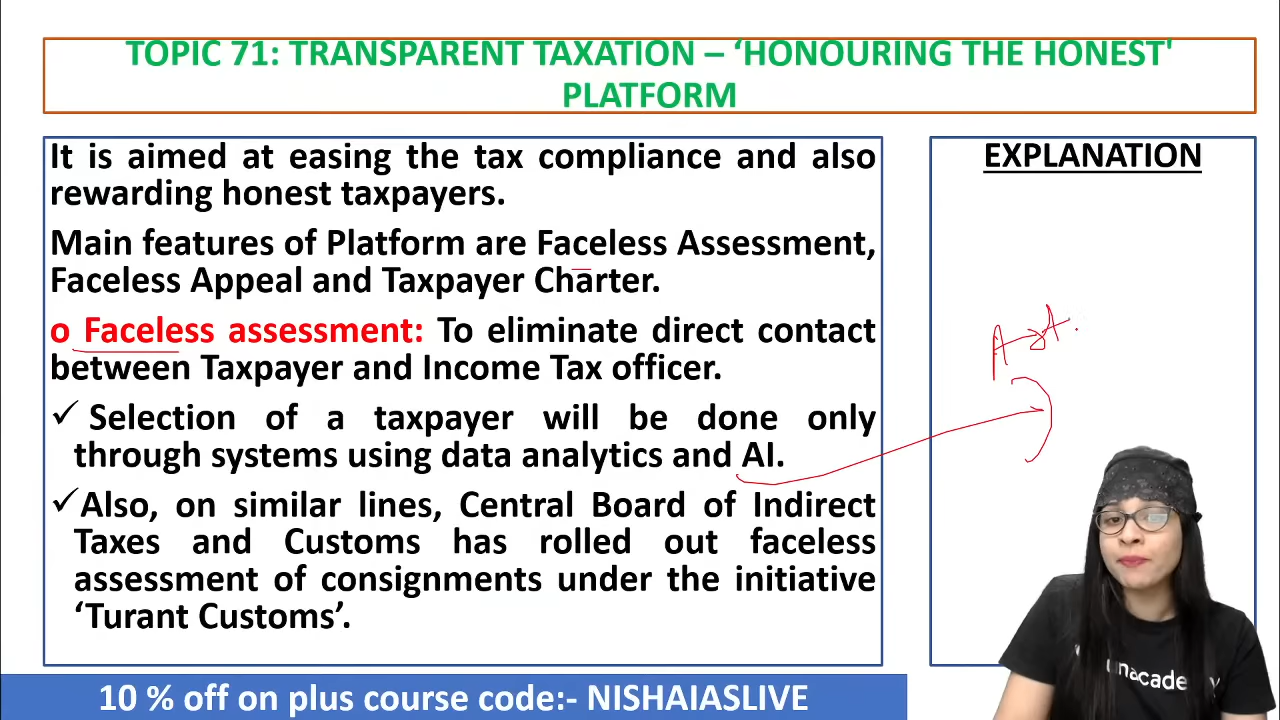 TOPIC 71: TRANSPARENT TAXATION – ‘HONOURING THE HONEST'
PLATFORM
It is aimed at easing the tax compliance and also
rewarding honest taxpayers.
Main features of Platform are Faceless Assessment,
Faceless Appeal and Taxpayer Charter.
o Faceless assessment: To eliminate direct contact
between Taxpayer and Income Tax officer.
✓ Selection of a taxpayer will be done only
through systems using data analytics and AI.
✓Also, on similar lines, Central Board of Indirect
Taxes and Customs has rolled out faceless
assessment of consignments under the initiative
‘Turant Customs’.
EXPLANATION
A → A
unacademy
10 % off on plus course code:- NISHAIASLIVE